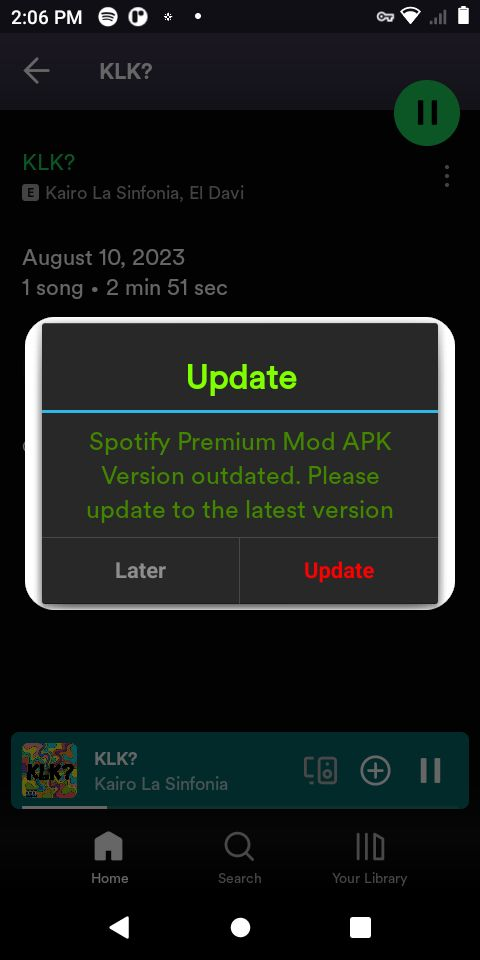 2:06 PM
KLK?
KLK?
E Kairo La Sinfonia, El Davi
August 10, 2023
1 song • 2 min 51 sec
Update
Spotify Premium Mod APK
Version outdated. Please
update to the latest version
Later
Update
KLK?
KLK?
Kairo La Sinfonia
Home
Search
Your Library